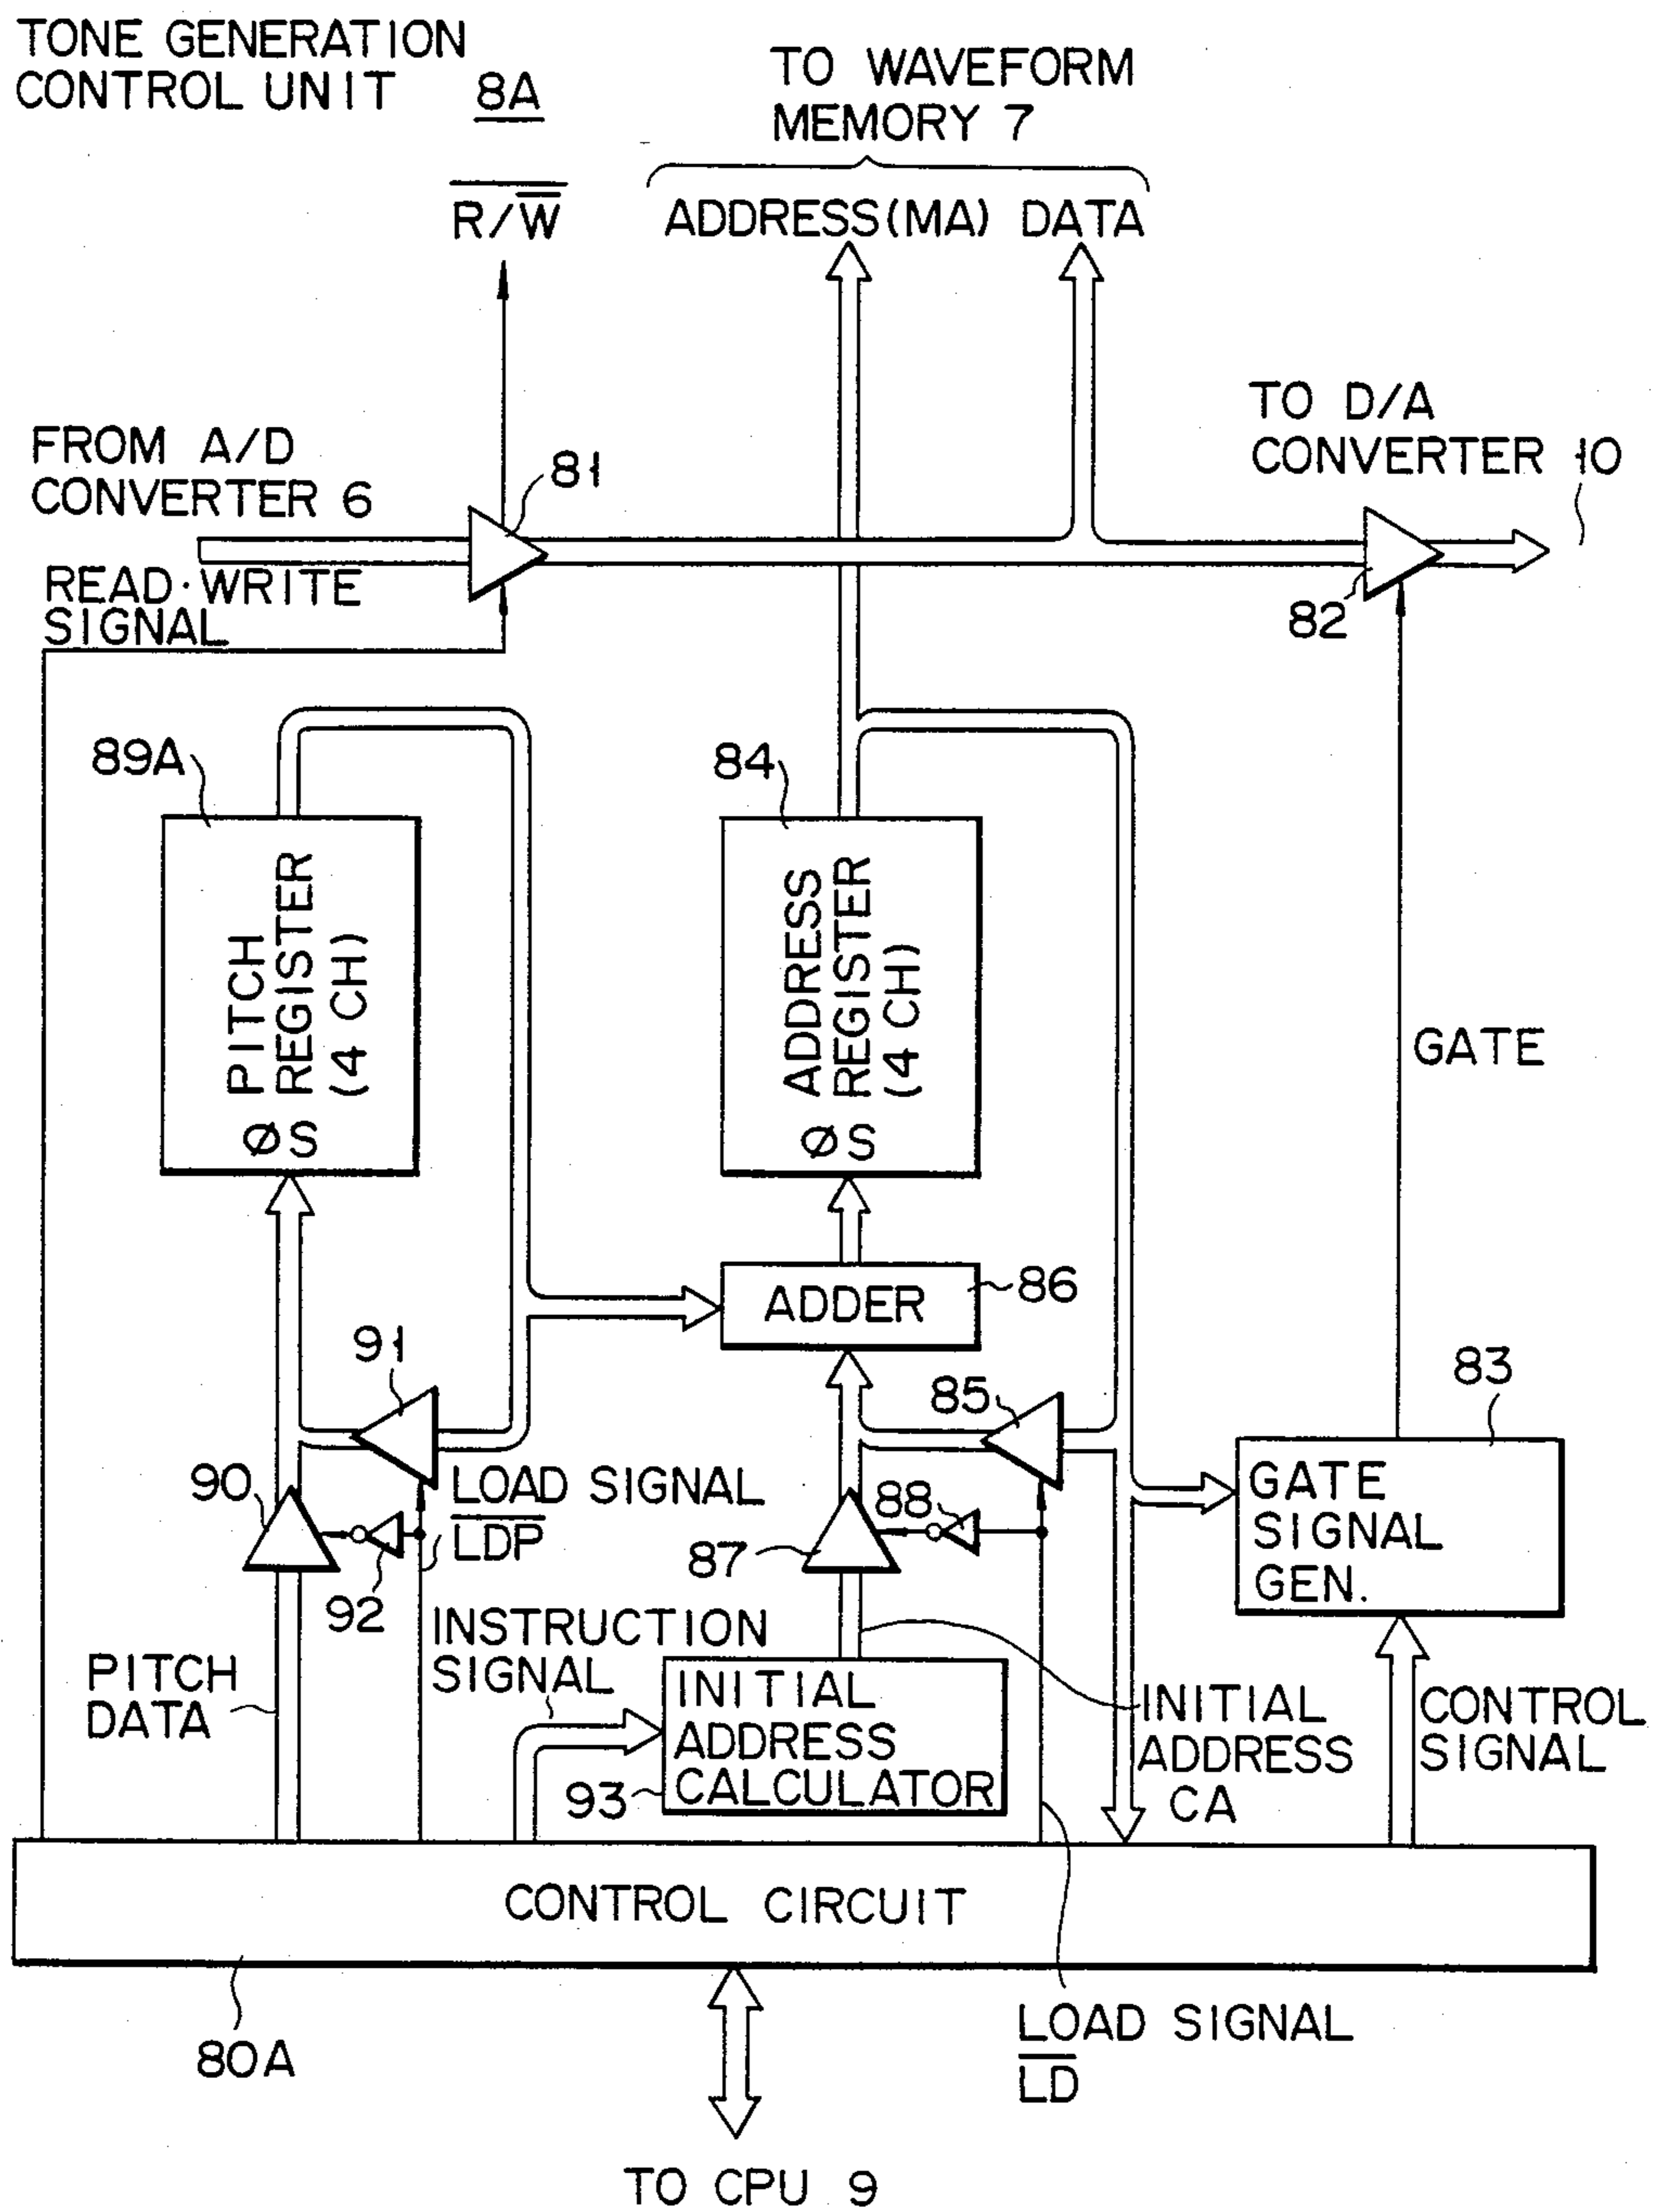 TONE GENERATION
CONTROL UNIT 8A
TO WAVEFORM
MEMORY 7
R/W̅
ADDRESS(MA) DATA
TO D/A
CONVERTER 10
FROM A/D
CONVERTER 6
81
READ·WRITE
SIGNAL
82
89A
84
PITCH
REGISTER
(4 CH)
ØS
ADDRESS
REGISTER
(4 CH)
ØS
GATE
ADDER
86
91
85
83
90
LOAD SIGNAL
L̅D̅P̅
88
87
92
GATE
SIGNAL
GEN.
INSTRUCTION
SIGNAL
PITCH
DATA
INITIAL
ADDRESS
CALCULATOR
93
INITIAL
ADDRESS
CA
CONTROL
SIGNAL
CONTROL CIRCUIT
80A
LOAD SIGNAL
L̅D̅
TO CPU 9